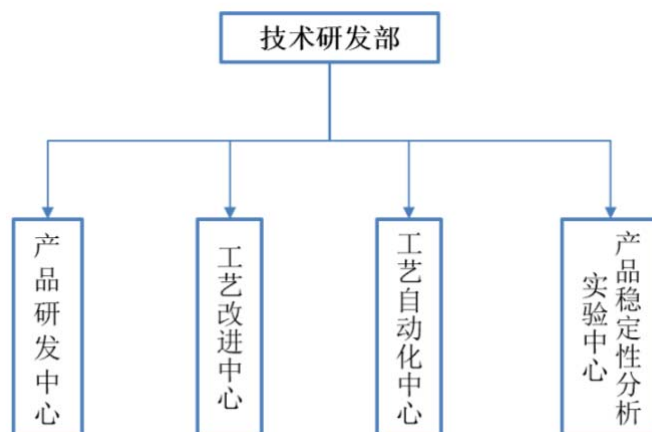 技术研发部
产品研发中心
工艺改进中心
工艺自动化中心
产品稳定性分析
实验中心